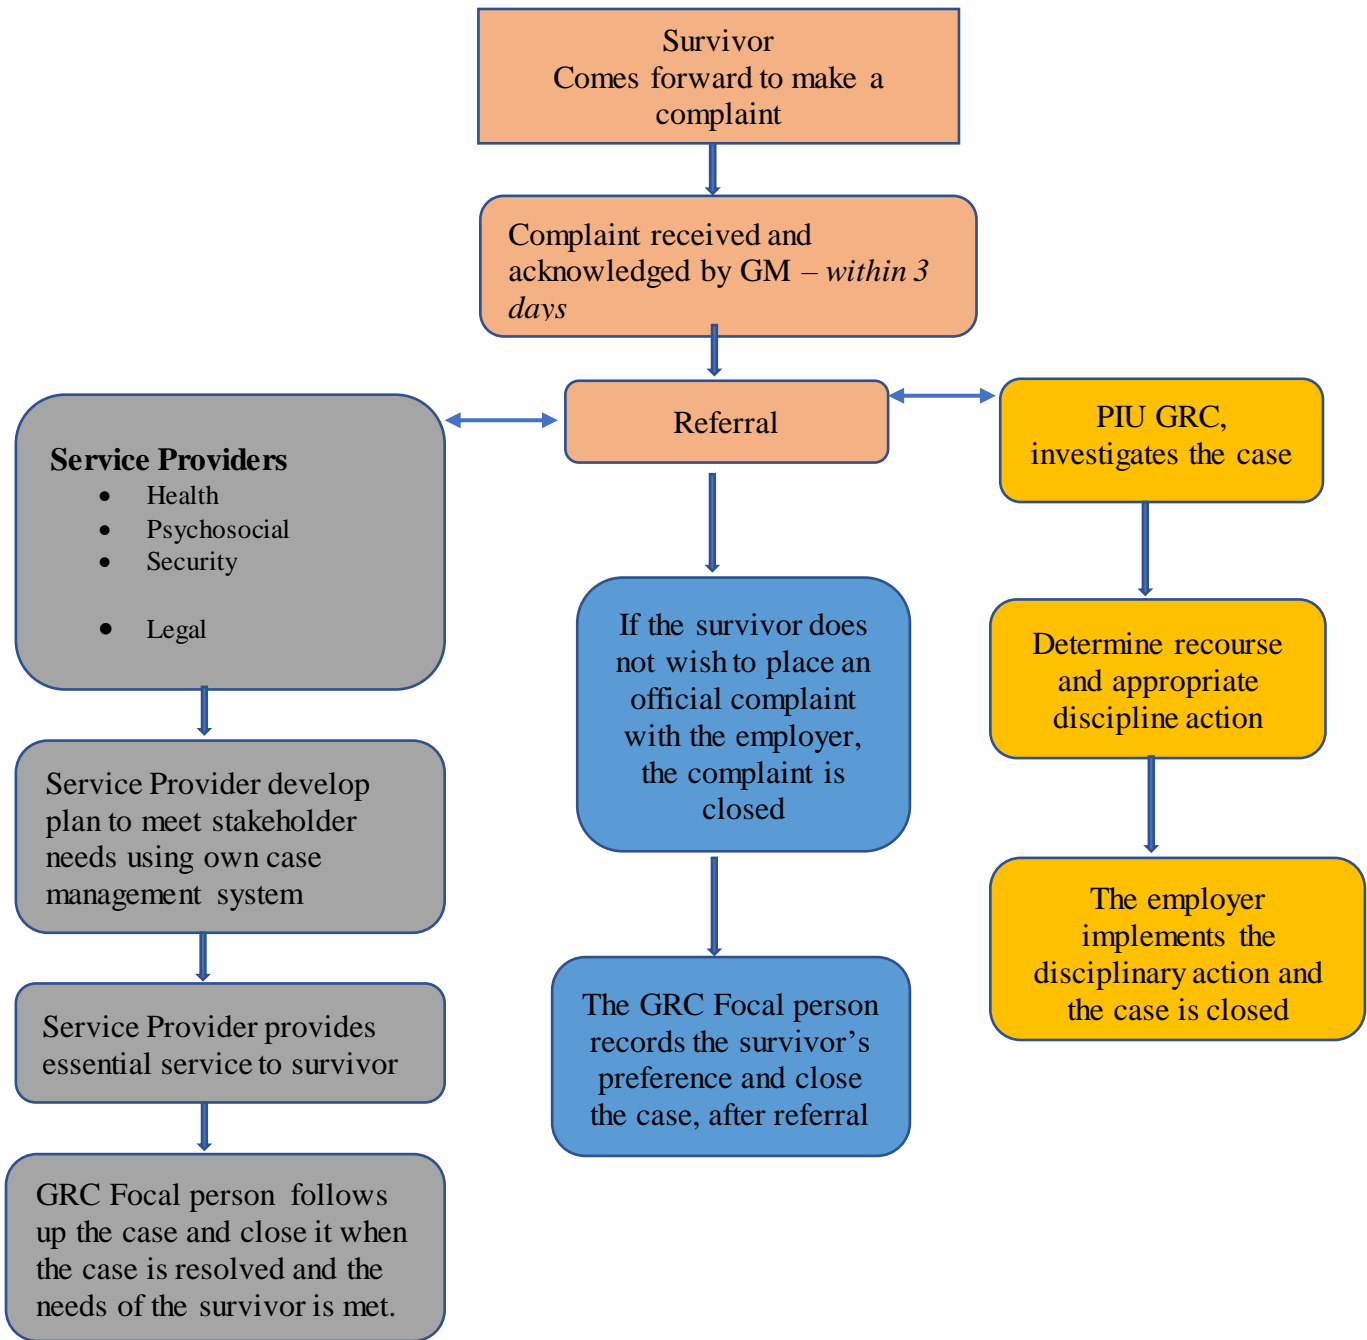 Survivor
Comes forward to make a
complaint
Complaint received and
acknowledged by GM – within 3
days
Referral
PIU GRC,
investigates the case
Service Providers
• Health
• Psychosocial
• Security
• Legal
If the survivor does
not wish to place an
official complaint
with the employer,
the complaint is
closed
Determine recourse
and appropriate
discipline action
Service Provider develop
plan to meet stakeholder
needs using own case
management system
The employer
implements the
disciplinary action and
the case is closed
Service Provider provides
essential service to survivor
The GRC Focal person
records the survivor’s
preference and close
the case, after referral
GRC Focal person follows
up the case and close it when
the case is resolved and the
needs of the survivor is met.